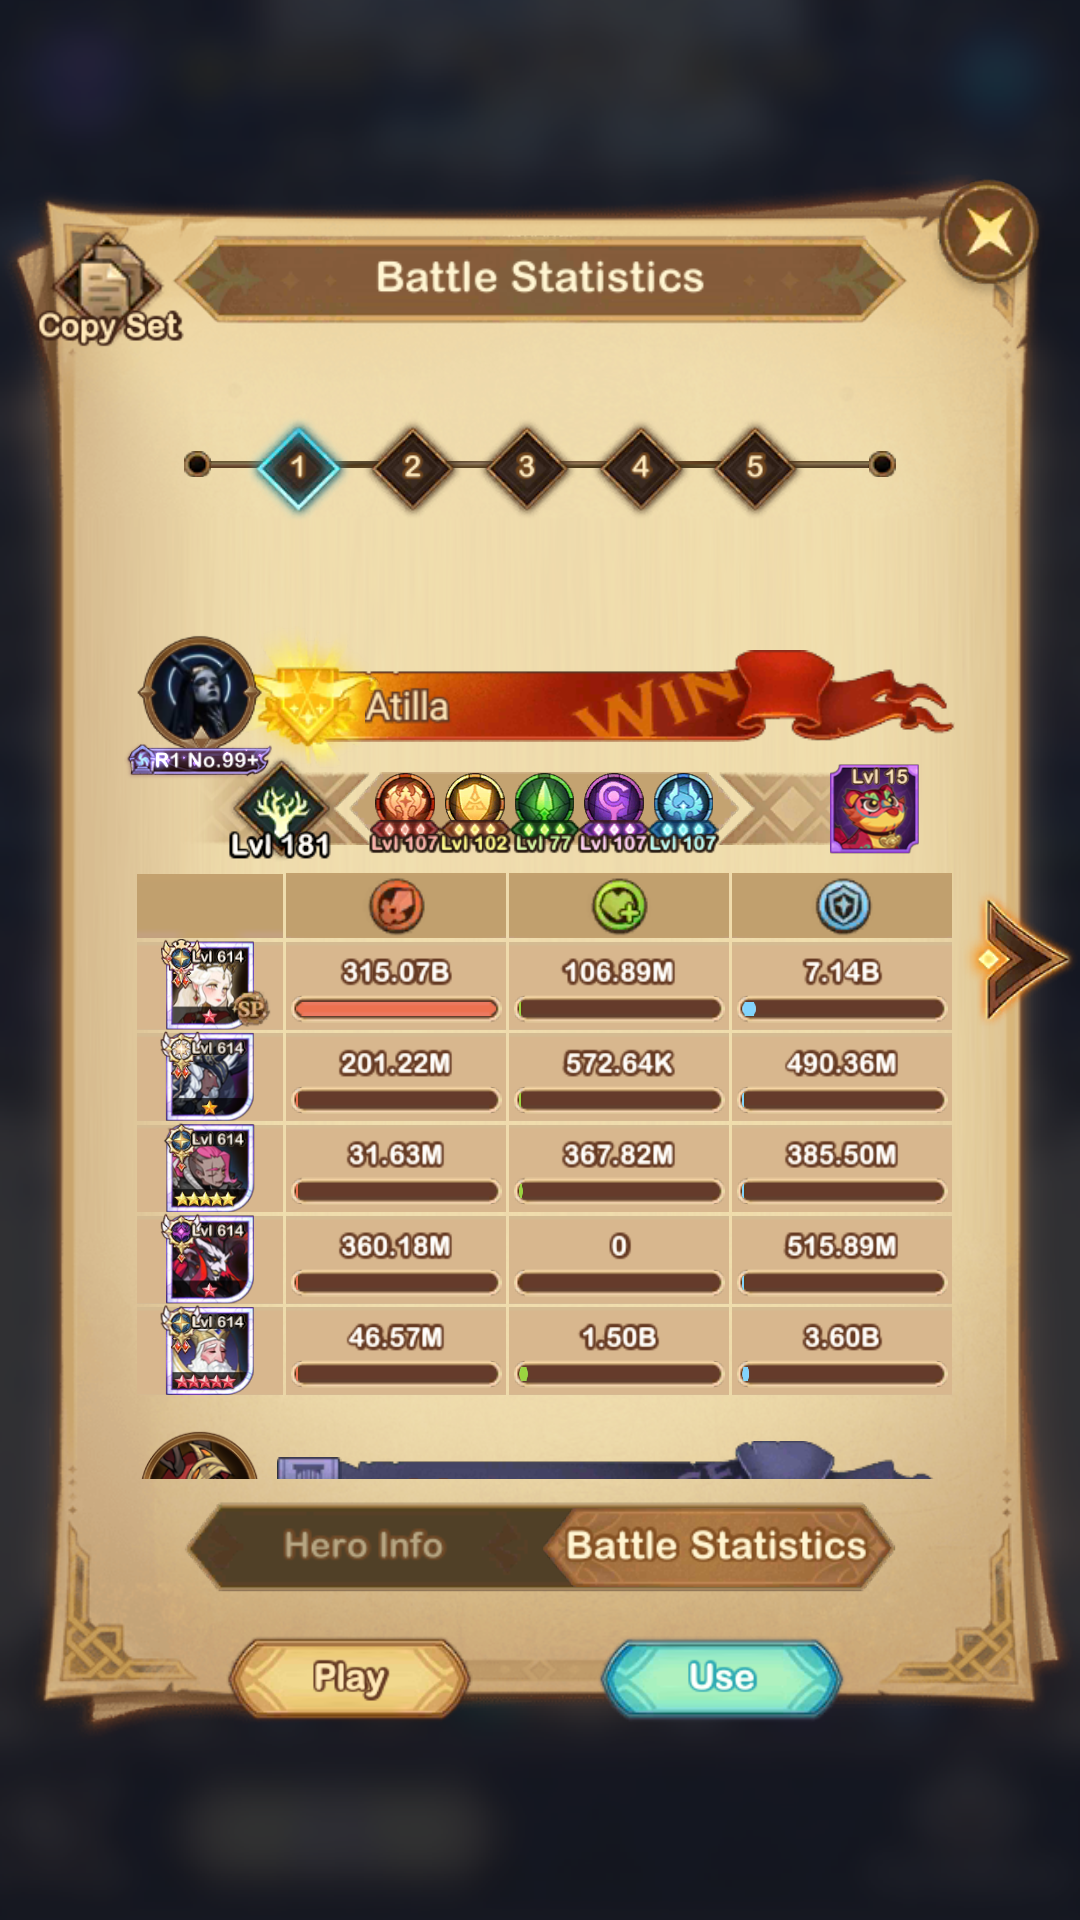 Battle Statistics
Copy Set
1 2 3 4 5
Atilla
WIN
R1 No.99+
Lvl 181
Lvl 107 Lvl 102 Lvl 77 Lvl 107 Lvl 107
Lvl 15
Lvl 614
SP
315.07B 106.89M 7.14B
Lvl 614
201.22M 572.64K 490.36M
Lvl 614
31.63M 367.82M 385.50M
Lvl 614
360.18M 0 515.89M
Lvl 614
46.57M 1.50B 3.60B
Hero Info
Battle Statistics
Play
Use